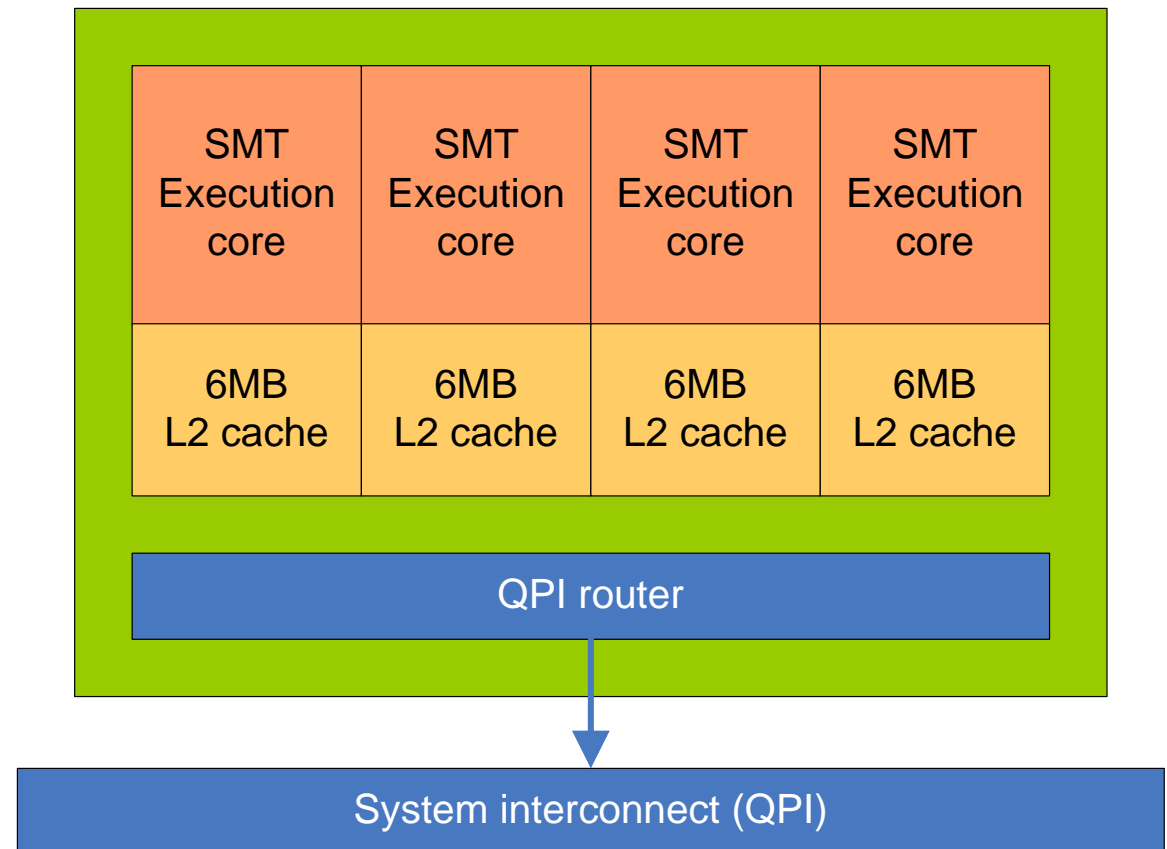 SMT
Execution
core
SMT
Execution
core
SMT
Execution
core
SMT
Execution
core
6MB
L2 cache
6MB
L2 cache
6MB
L2 cache
6MB
L2 cache
QPI router
System interconnect (QPI)